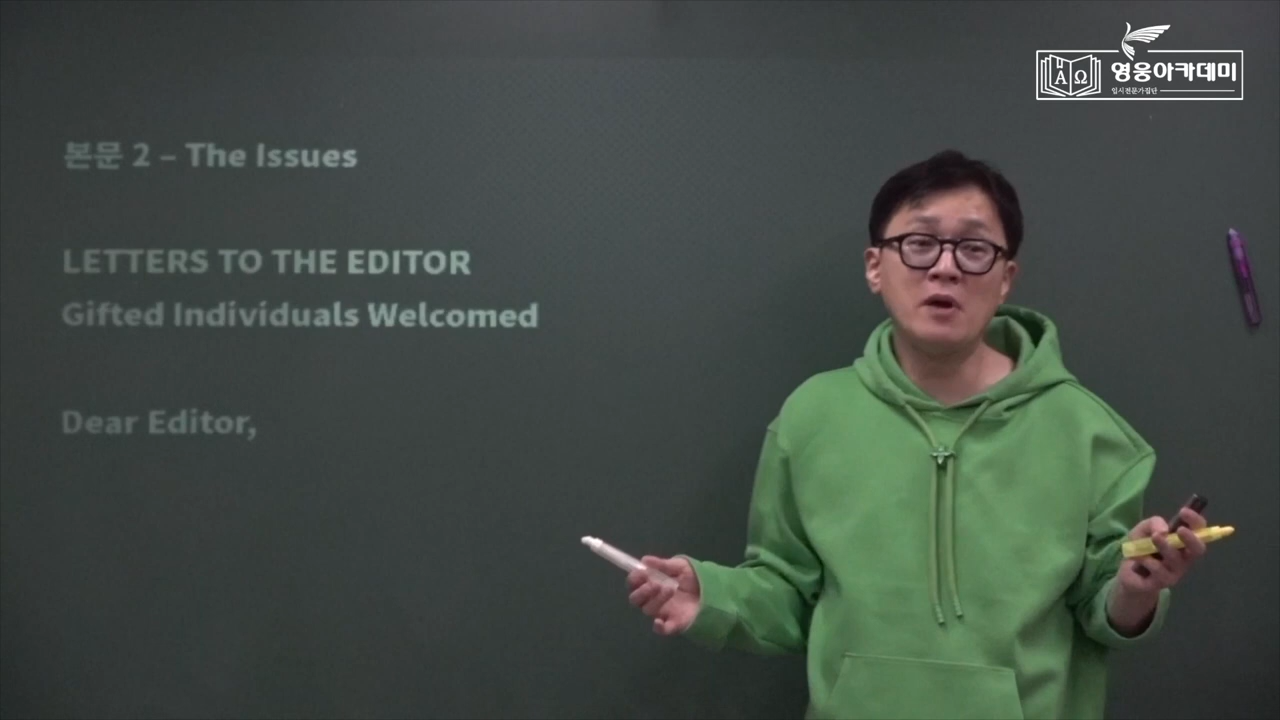 HA Ω
영웅아카데미
입시전문가집단
본문 2 – The Issues
LETTERS TO THE EDITOR
Gifted Individuals Welcomed
Dear Editor,